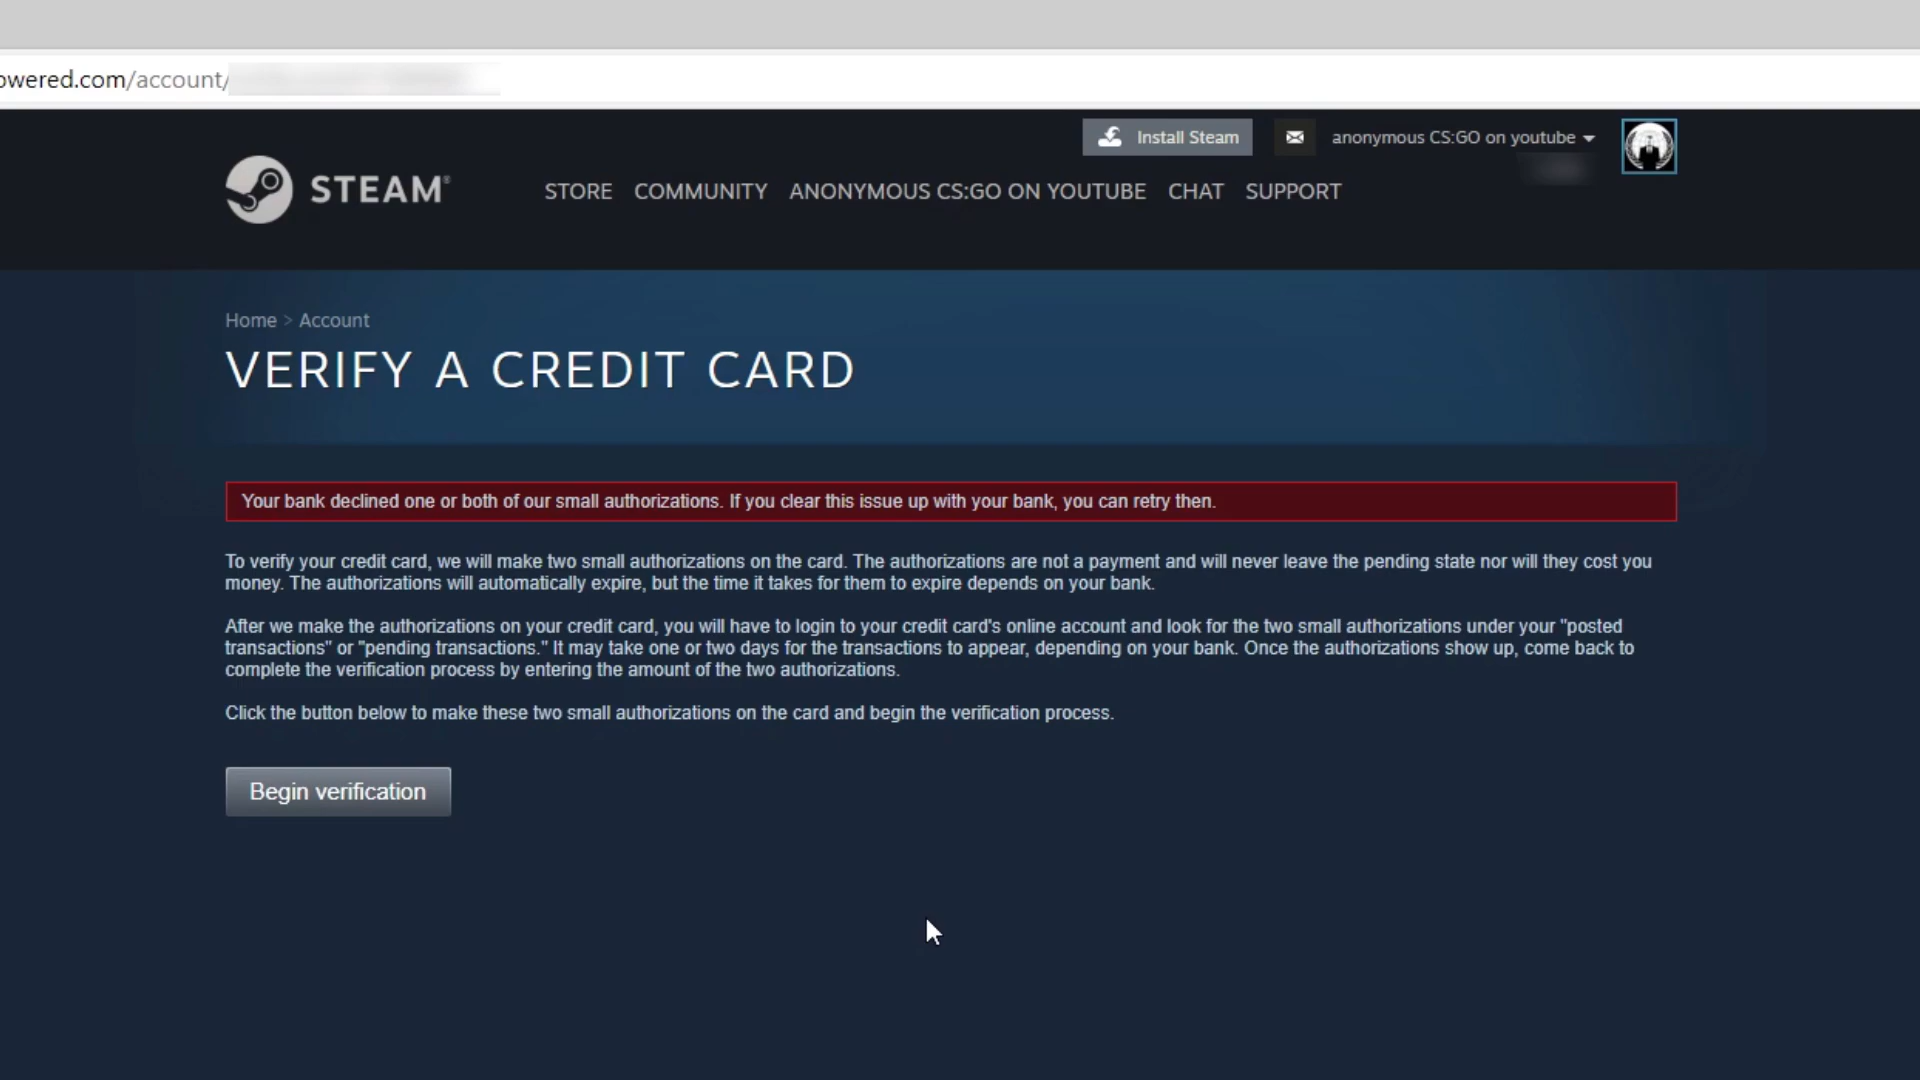 owered.com/account/
Install Steam
anonymous CS:GO on youtube
STEAM®
STORE COMMUNITY ANONYMOUS CS:GO ON YOUTUBE CHAT SUPPORT
Home > Account
VERIFY A CREDIT CARD
Your bank declined one or both of our small authorizations. If you clear this issue up with your bank, you can retry then.
To verify your credit card, we will make two small authorizations on the card. The authorizations are not a payment and will never leave the pending state nor will they cost you
money. The authorizations will automatically expire, but the time it takes for them to expire depends on your bank.
After we make the authorizations on your credit card, you will have to login to your credit card's online account and look for the two small authorizations under your "posted
transactions" or "pending transactions." It may take one or two days for the transactions to appear, depending on your bank. Once the authorizations show up, come back to
complete the verification process by entering the amount of the two authorizations.
Click the button below to make these two small authorizations on the card and begin the verification process.
Begin verification